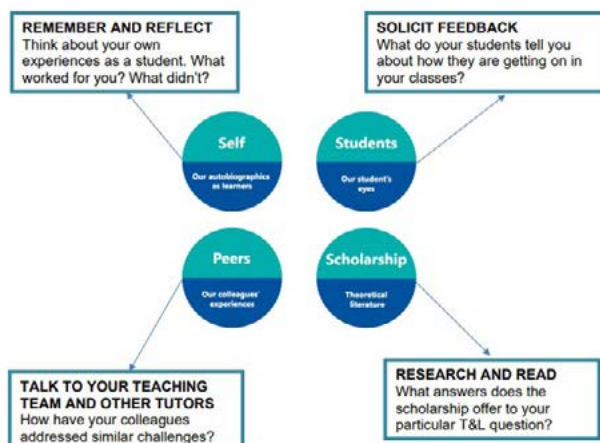 REMEMBER AND REFLECT
Think about your own
experiences as a student. What
worked for you? What didn't?
SOLICIT FEEDBACK
What do your students tell you
about how they are getting on in
your classes?
Self
Our autobiographics
as learners
Students
Our student's
eyes
Peers
Our colleagues'
experiences
Scholarship
Theoretical
literature
TALK TO YOUR TEACHING
TEAM AND OTHER TUTORS
How have your colleagues
addressed similar challenges?
RESEARCH AND READ
What answers does the
scholarship offer to your
particular T&L question?